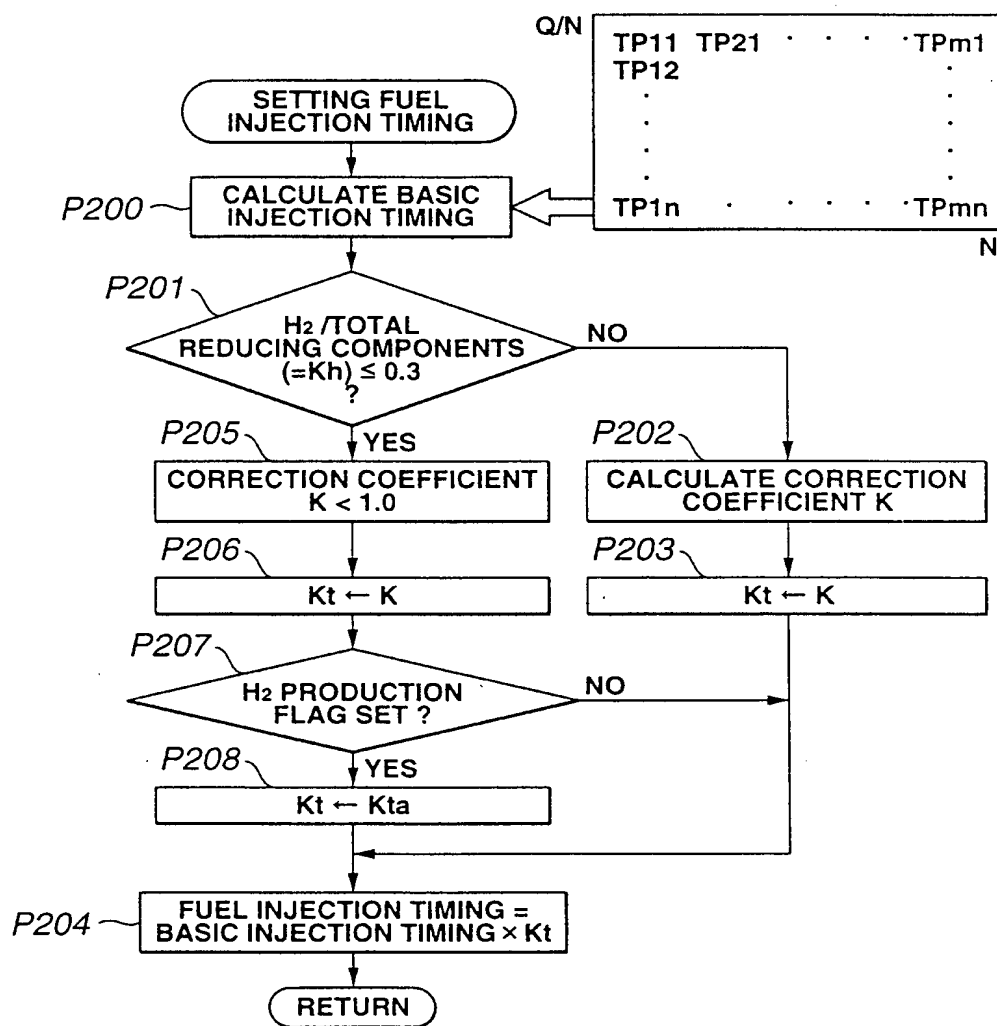 Q/N
TP11 TP21 · · · · TPm1
TP12
TP1n · · · · TPmn
N
SETTING FUEL
INJECTION TIMING
P200
CALCULATE BASIC
INJECTION TIMING
P201
H2 /TOTAL
REDUCING COMPONENTS
(=Kh) ≤ 0.3
?
NO
YES
P205
CORRECTION COEFFICIENT
K < 1.0
P202
CALCULATE CORRECTION
COEFFICIENT K
P206
Kt ← K
P203
Kt ← K
P207
H2 PRODUCTION
FLAG SET ?
NO
YES
P208
Kt ← Kta
P204
FUEL INJECTION TIMING =
BASIC INJECTION TIMING × Kt
RETURN